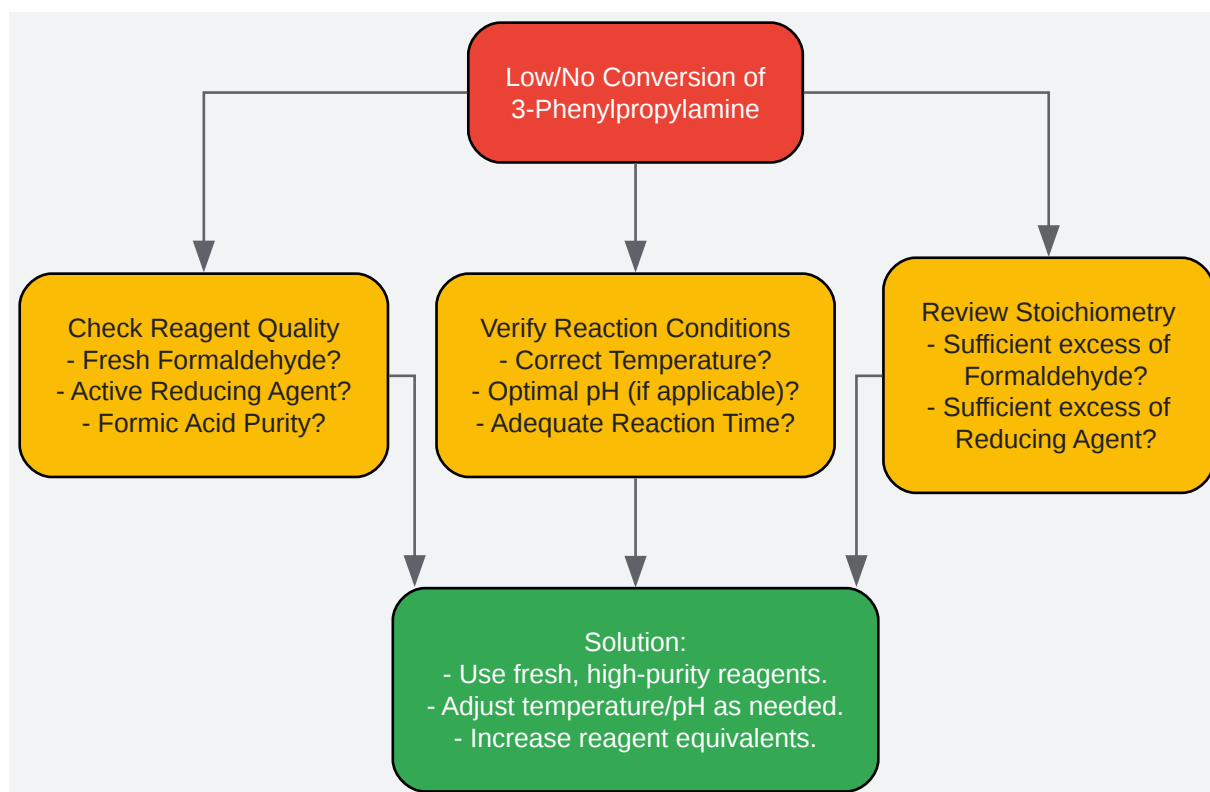 Low/No Conversion of
3-Phenylpropylamine
Check Reagent Quality
- Fresh Formaldehyde?
- Active Reducing Agent?
- Formic Acid Purity?
Verify Reaction Conditions
- Correct Temperature?
- Optimal pH (if applicable)?
- Adequate Reaction Time?
Review Stoichiometry
- Sufficient excess of
Formaldehyde?
- Sufficient excess of
Reducing Agent?
Solution:
- Use fresh, high-purity reagents.
- Adjust temperature/pH as needed.
- Increase reagent equivalents.